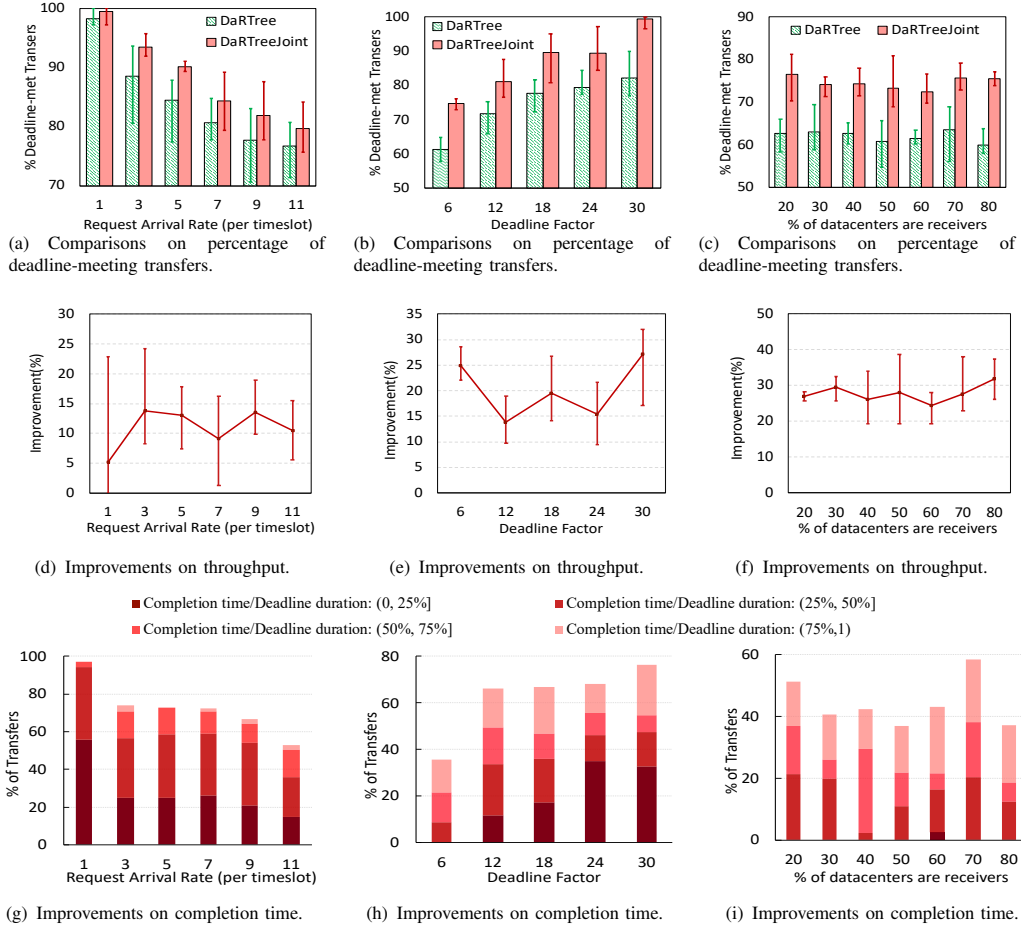 % Deadline-met Transers
100
90
80
70
DaRTree
DaRTreeJoint
1 3 5 7 9 11
Request Arrival Rate (per timeslot)
(a) Comparisons on percentage of
deadline-meeting transfers.
% Deadline-met Transers
100
90
80
70
60
50
DaRTree
DaRTreeJoint
6 12 18 24 30
Deadline Factor
(b) Comparisons on percentage of
deadline-meeting transfers.
% Deadline-met Transers
90
80
70
60
50
DaRTree DaRTreeJoint
20 30 40 50 60 70 80
% of datacenters are receivers
(c) Comparisons on percentage of
deadline-meeting transfers.
Improvement(%)
30
25
20
15
10
5
0
1 3 5 7 9 11
Request Arrival Rate (per timeslot)
(d) Improvements on throughput.
Improvement(%)
35
30
25
20
15
10
5
0
6 12 18 24 30
Deadline Factor
(e) Improvements on throughput.
Improvement(%)
50
40
30
20
10
0
20 30 40 50 60 70 80
% of datacenters are receivers
(f) Improvements on throughput.
Completion time/Deadline duration: (0, 25%]
Completion time/Deadline duration: (25%, 50%]
Completion time/Deadline duration: (50%, 75%]
Completion time/Deadline duration: (75%,1)
% of Transfers
100
80
60
40
20
0
1 3 5 7 9 11
Request Arrival Rate (per timeslot)
(g) Improvements on completion time.
% of Transfers
80
60
40
20
0
6 12 18 24 30
Deadline Factor
(h) Improvements on completion time.
% of Transfers
60
40
20
0
20 30 40 50 60 70 80
% of datacenters are receivers
(i) Improvements on completion time.